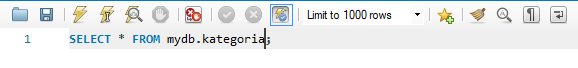 Limit to 1000 rows
1 SELECT * FROM mydb.kategoria;